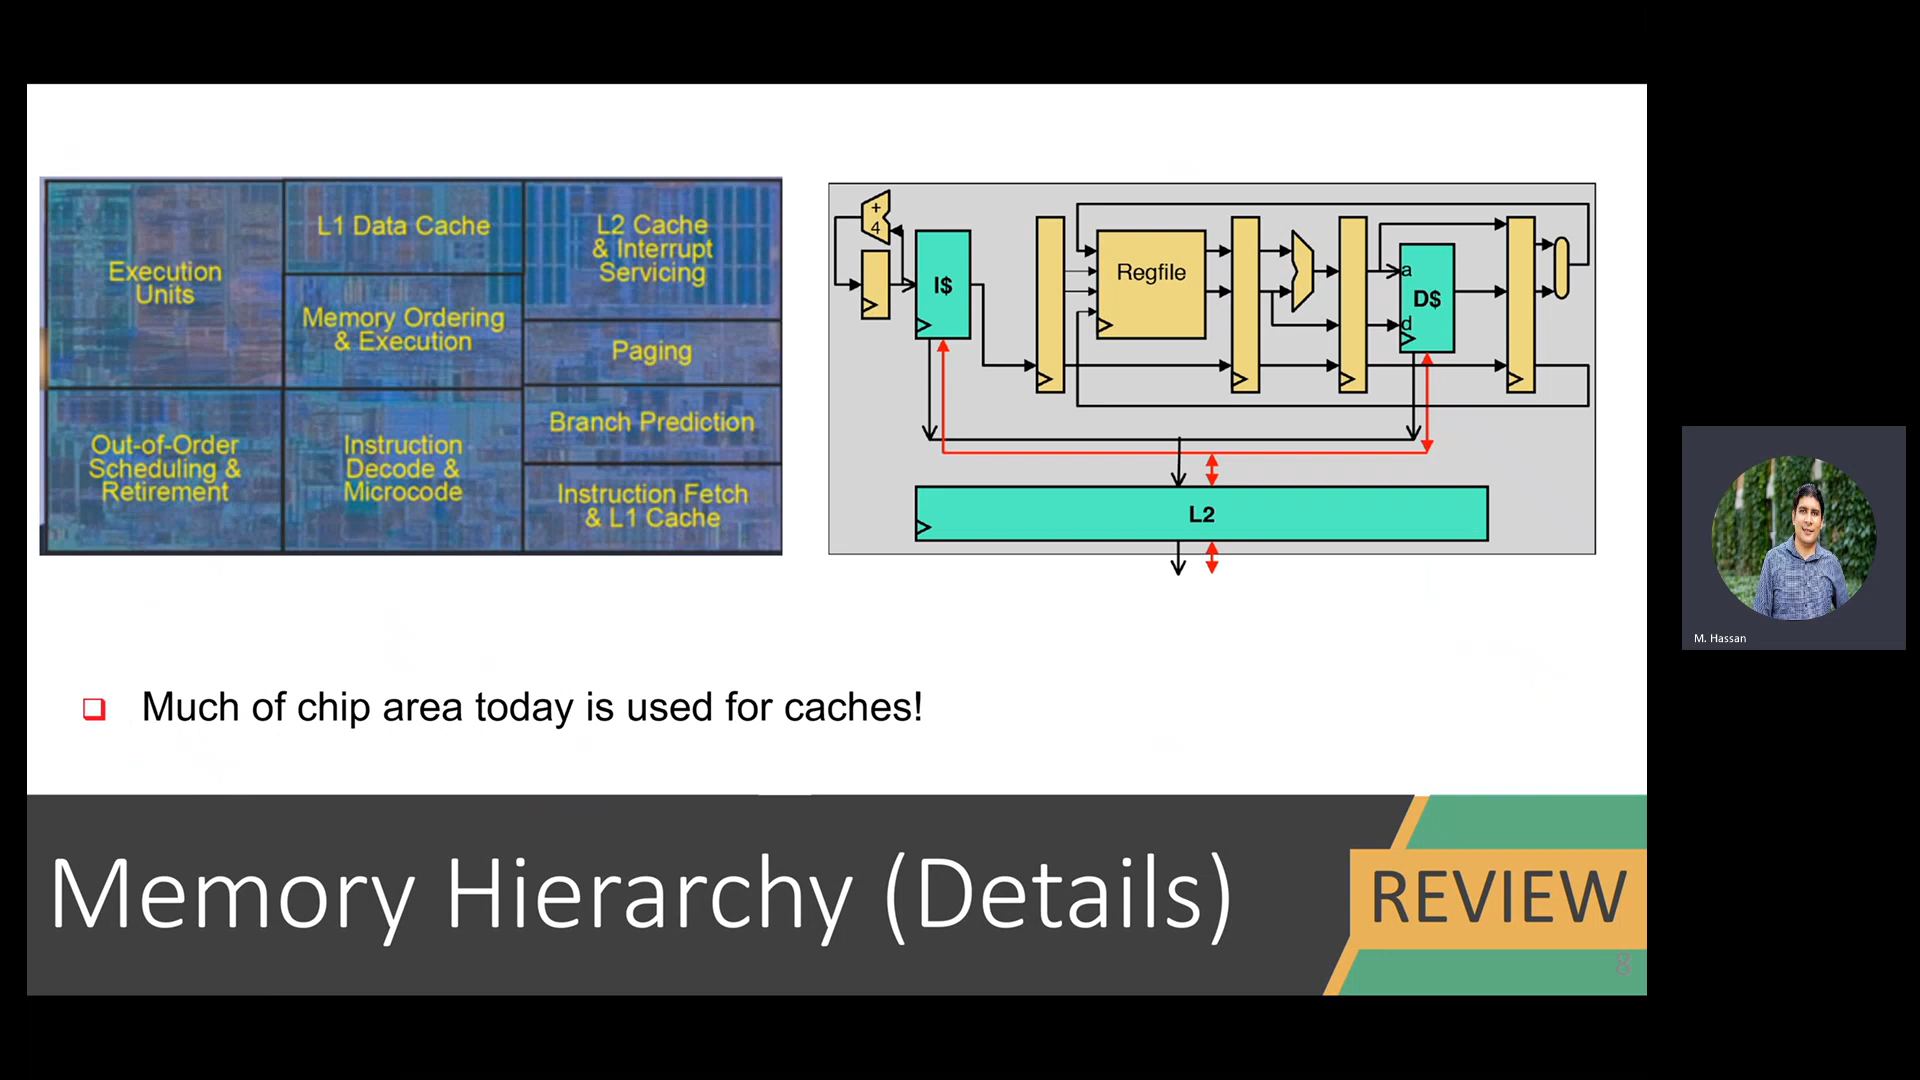 Execution
Units
L1 Data Cache
L2 Cache
& Interrupt
Servicing
Memory Ordering
& Execution
Paging
Out-of-Order
Scheduling &
Retirement
Instruction
Decode &
Microcode
Branch Prediction
Instruction Fetch
& L1 Cache
+
4
I$
Regfile
a
D$
d
L2
M. Hassan
Much of chip area today is used for caches!
Memory Hierarchy (Details)
REVIEW
8